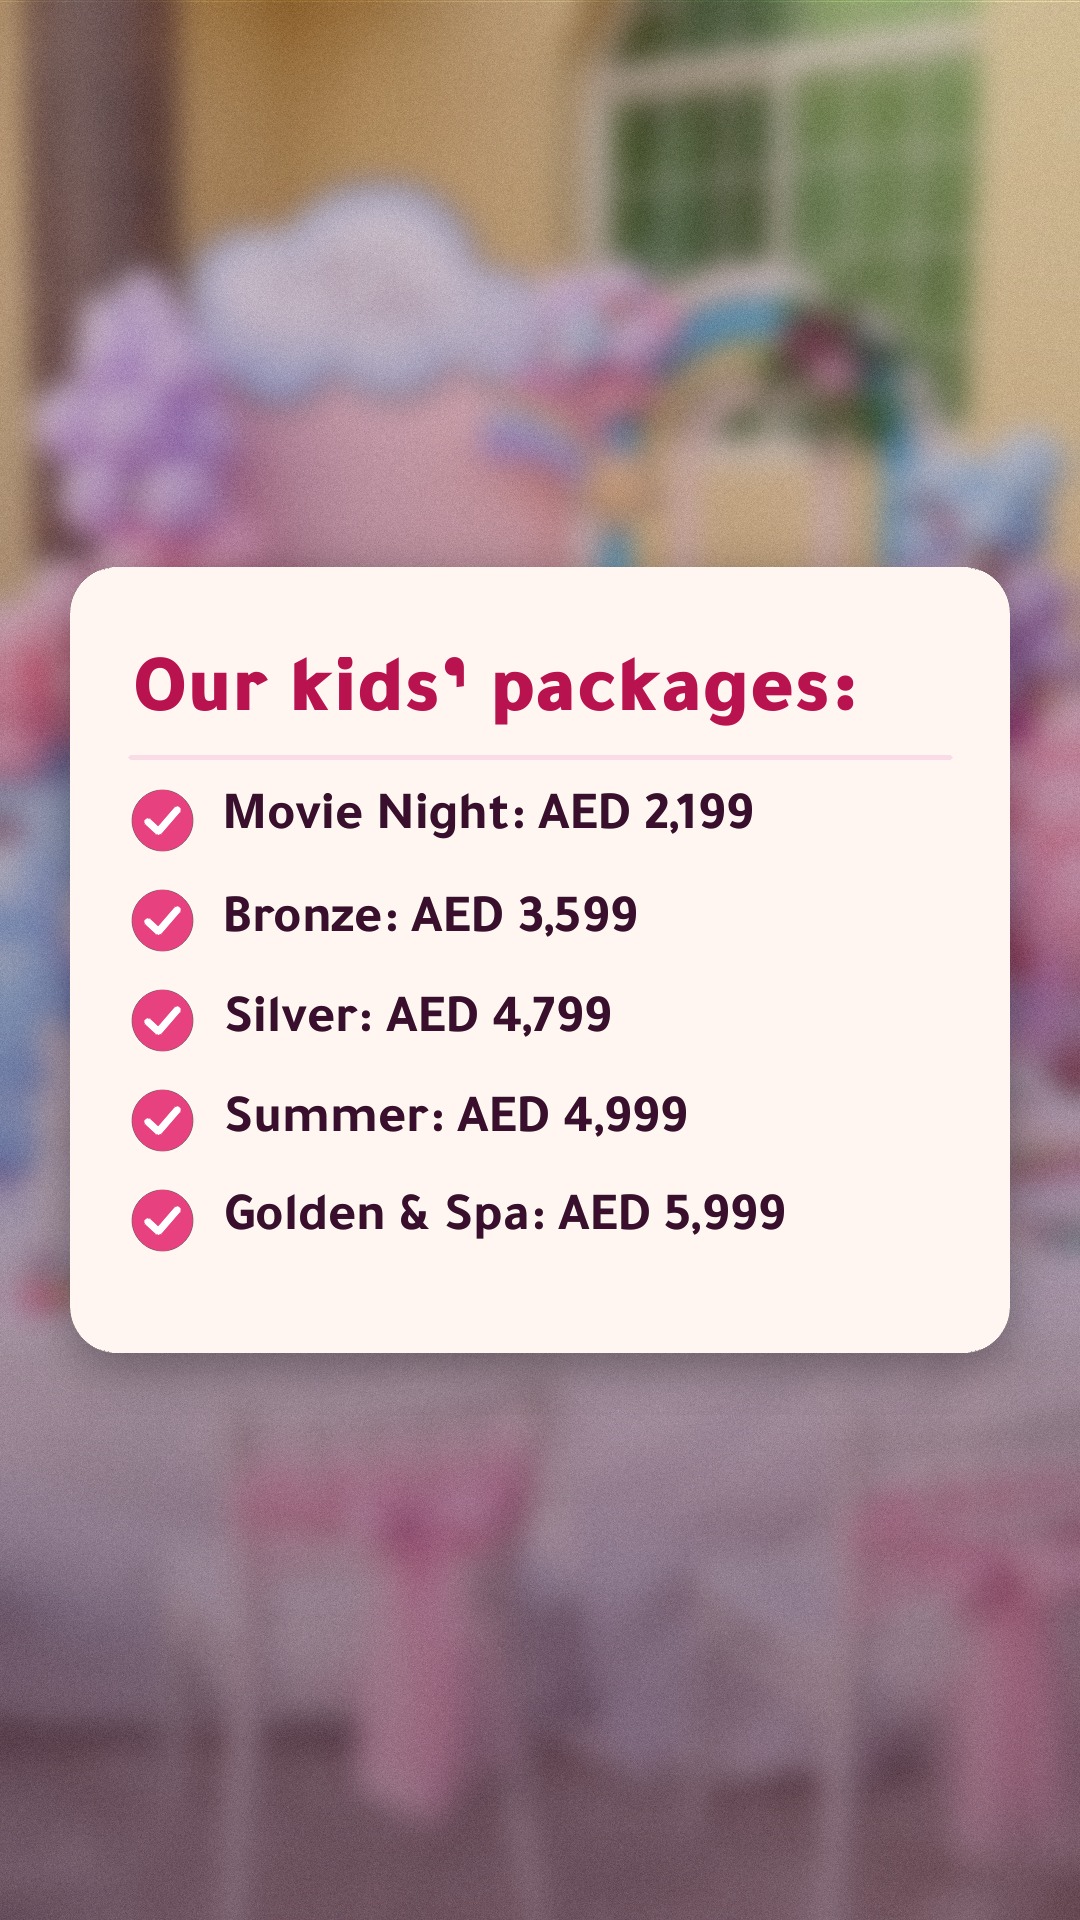 Our kids' packages:
Movie Night: AED 2,199
Bronze: AED 3,599
Silver: AED 4,799
Summer: AED 4,999
Golden & Spa: AED 5,999